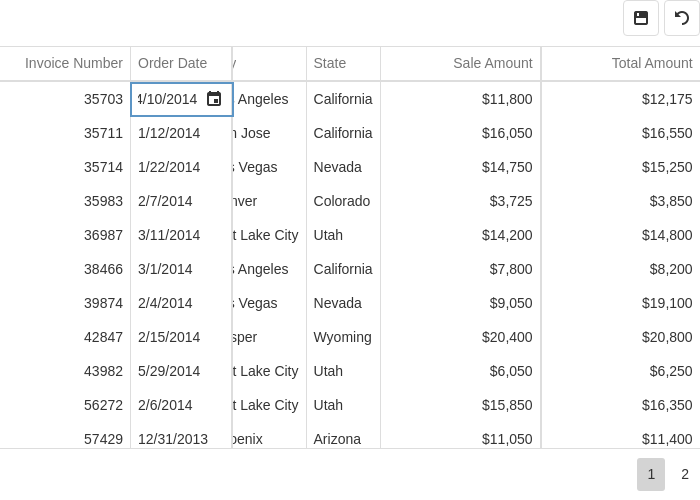 Invoice Number Order Date State Sale Amount Total Amount
35703 4/10/2014 Angeles California $11,800 $12,175
35711 1/12/2014 Jose California $16,050 $16,550
35714 1/22/2014 Vegas Nevada $14,750 $15,250
35983 2/7/2014 nver Colorado $3,725 $3,850
36987 3/11/2014 t Lake City Utah $14,200 $14,800
38466 3/1/2014 Angeles California $7,800 $8,200
39874 2/4/2014 Vegas Nevada $9,050 $19,100
42847 2/15/2014 sper Wyoming $20,400 $20,800
43982 5/29/2014 t Lake City Utah $6,050 $6,250
56272 2/6/2014 t Lake City Utah $15,850 $16,350
57429 12/31/2013 oenix Arizona $11,050 $11,400
1 2